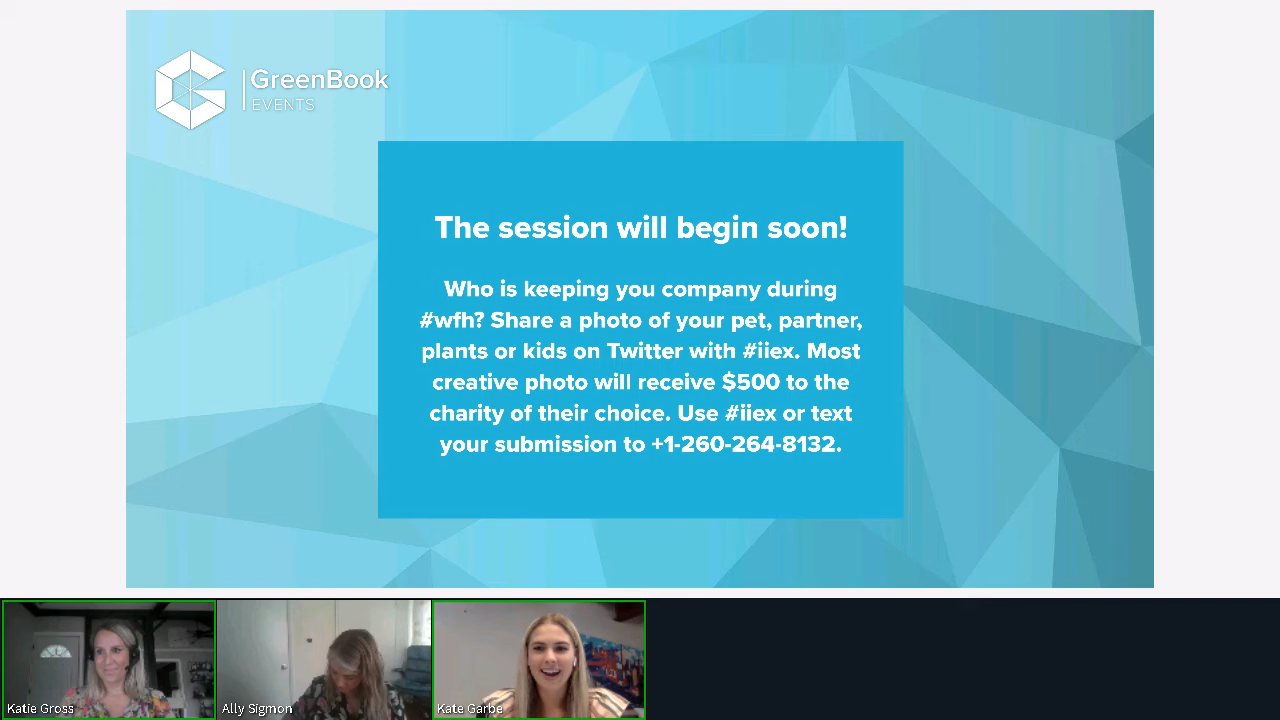 GreenBook
EVENTS
The session will begin soon!
Who is keeping you company during
#wfh? Share a photo of your pet, partner,
plants or kids on Twitter with #iiex. Most
creative photo will receive $500 to the
charity of their choice. Use #iiex or text
your submission to +1-260-264-8132.
Katie Gross
Ally Sigmon
Kate Garbe